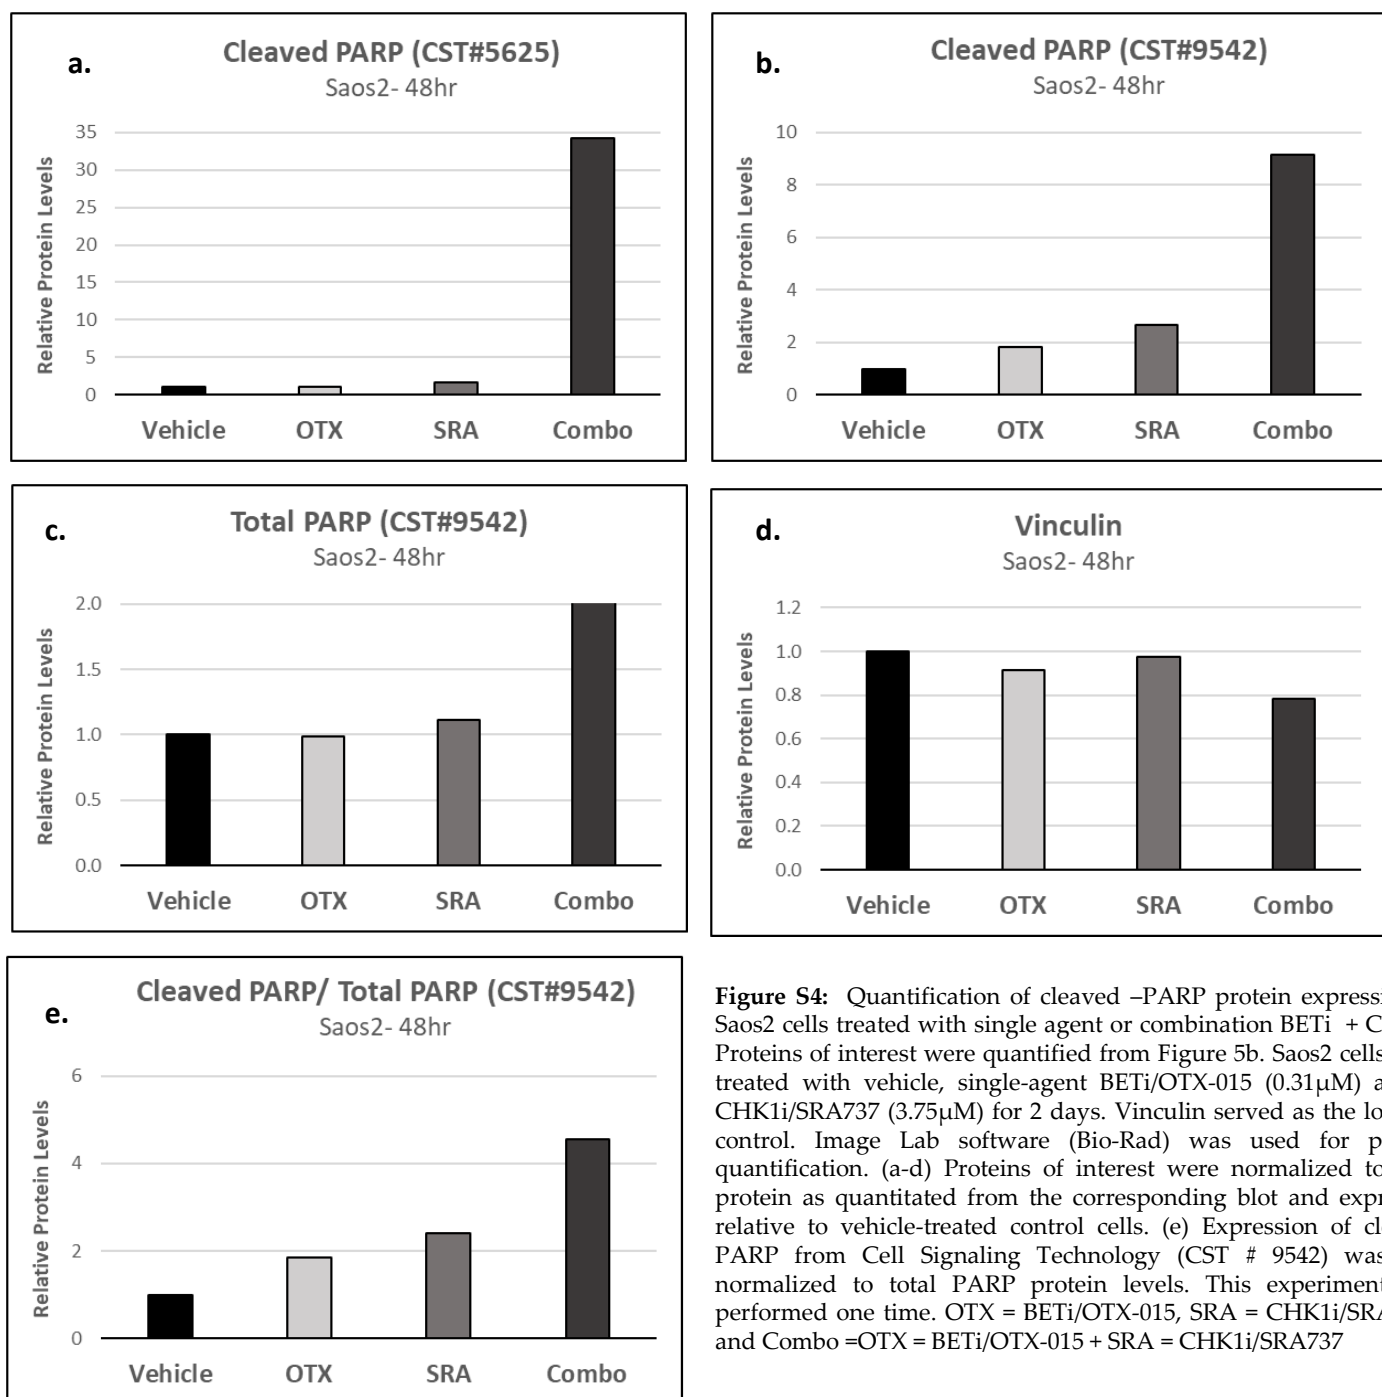 a.
Cleaved PARP (CST#5625)
Saos2- 48hr
Relative Protein Levels
35
30
25
20
15
10
5
0
Vehicle OTX SRA Combo
b.
Cleaved PARP (CST#9542)
Saos2- 48hr
Relative Protein Levels
10
8
6
4
2
0
Vehicle OTX SRA Combo
c.
Total PARP (CST#9542)
Saos2- 48hr
Relative Protein Levels
2.0
1.5
1.0
0.5
0.0
Vehicle OTX SRA Combo
d.
Vinculin
Saos2- 48hr
Relative Protein Levels
1.2
1.0
0.8
0.6
0.4
0.2
0.0
Vehicle OTX SRA Combo
e.
Cleaved PARP/ Total PARP (CST#9542)
Saos2- 48hr
Relative Protein Levels
6
4
2
0
Vehicle OTX SRA Combo
Figure S4: Quantification of cleaved –PARP protein
Saos2 cells treated with single agent or combination BETi +
Proteins of interest were quantified from Figure 5b. Saos2 cells
treated with vehicle, single-agent BETi/OTX-015 (0.31μM)
CHK1i/SRA737 (3.75μM) for 2 days. Vinculin served as the
control. Image Lab software (Bio-Rad) was used for
quantification. (a-d) Proteins of interest were normalized
protein as quantitated from the corresponding blot and
relative to vehicle-treated control cells. (e) Expression of
PARP from Cell Signaling Technology (CST # 9542) was
normalized to total PARP protein levels. This experiment
performed one time. OTX = BETi/OTX-015, SRA =
and Combo =OTX = BETi/OTX-015 + SRA = CHK1i/SRA737